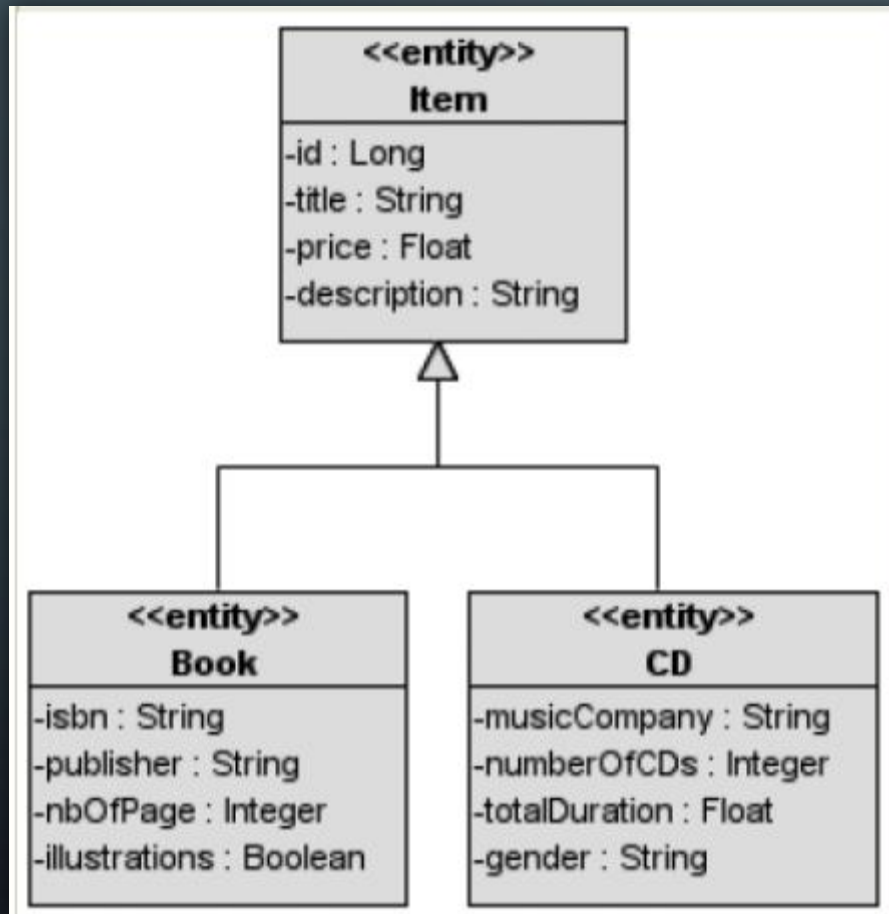 <<entity>>
Item
-id : Long
-title : String
-price : Float
-description : String
<<entity>>
Book
-isbn : String
-publisher : String
-nbOfPage : Integer
-illustrations : Boolean
<<entity>>
CD
-musicCompany : String
-numberOfCDs : Integer
-totalDuration : Float
-gender : String